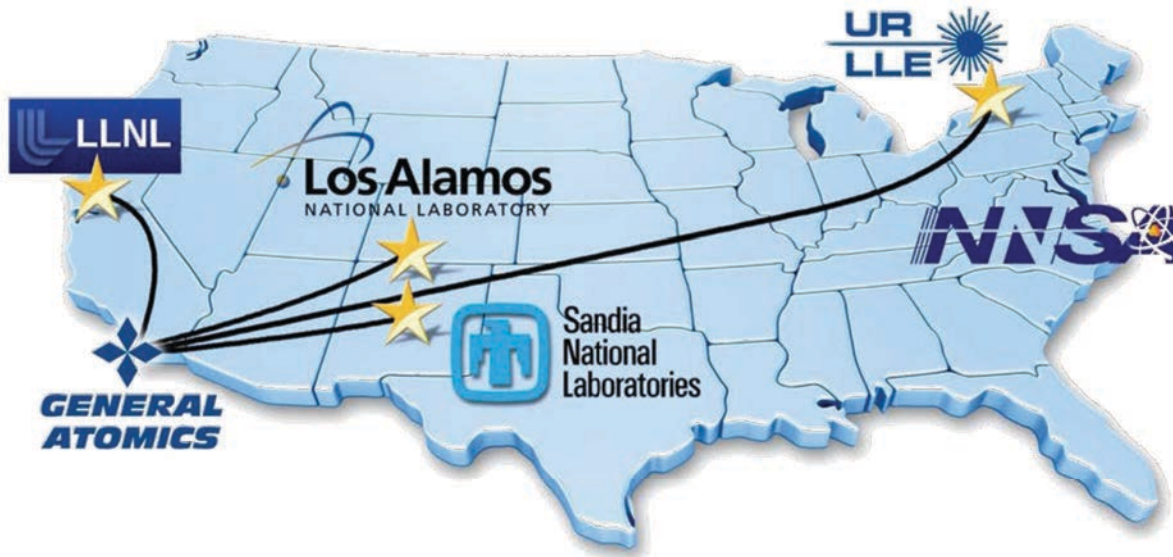 UR
LLE
LLNL
Los Alamos
NATIONAL LABORATORY
NNSA
Sandia
National
Laboratories
GENERAL
ATOMICS